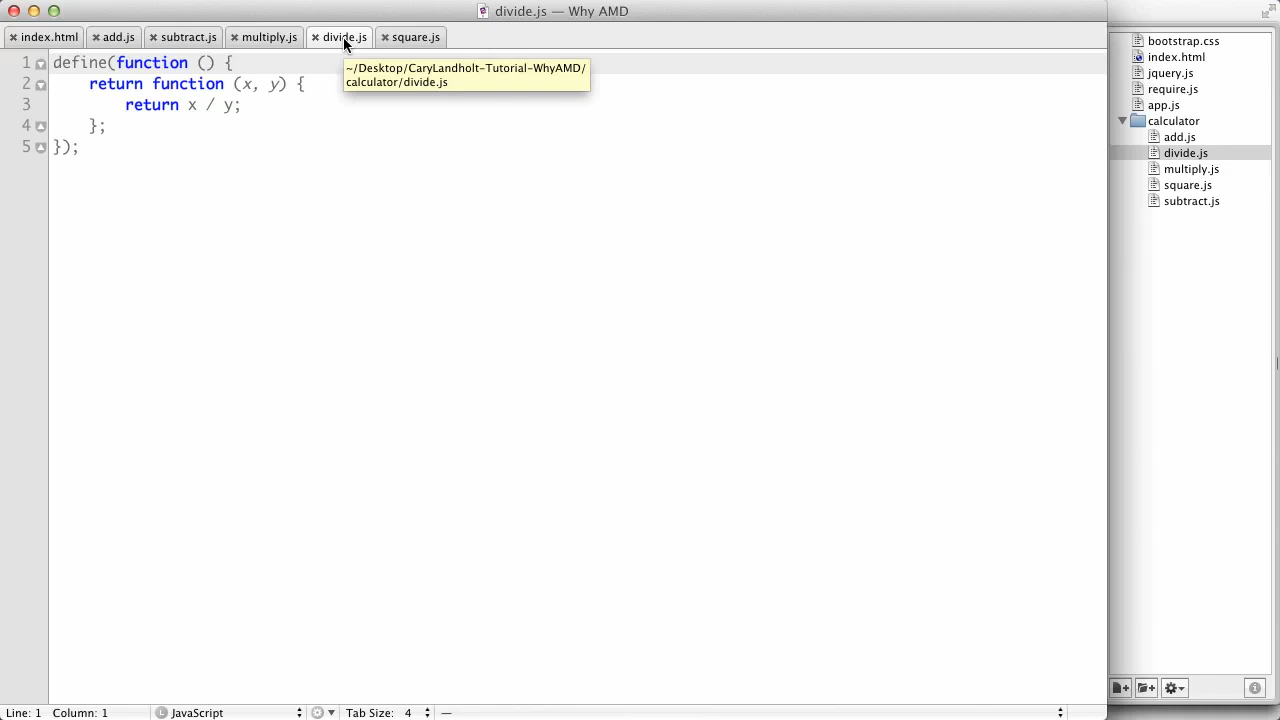 divide.js — Why AMD
index.html
add.js
subtract.js
multiply.js
divide.js
square.js
1 define(function () {
2 return function (x, y) {
3 return x / y;
4 };
5 });
~/Desktop/CaryLandholt-Tutorial-WhyAMD/
calculator/divide.js
bootstrap.css
index.html
jquery.js
require.js
app.js
calculator
add.js
divide.js
multiply.js
square.js
subtract.js
Line: 1 Column: 1
JavaScript
Tab Size:
—